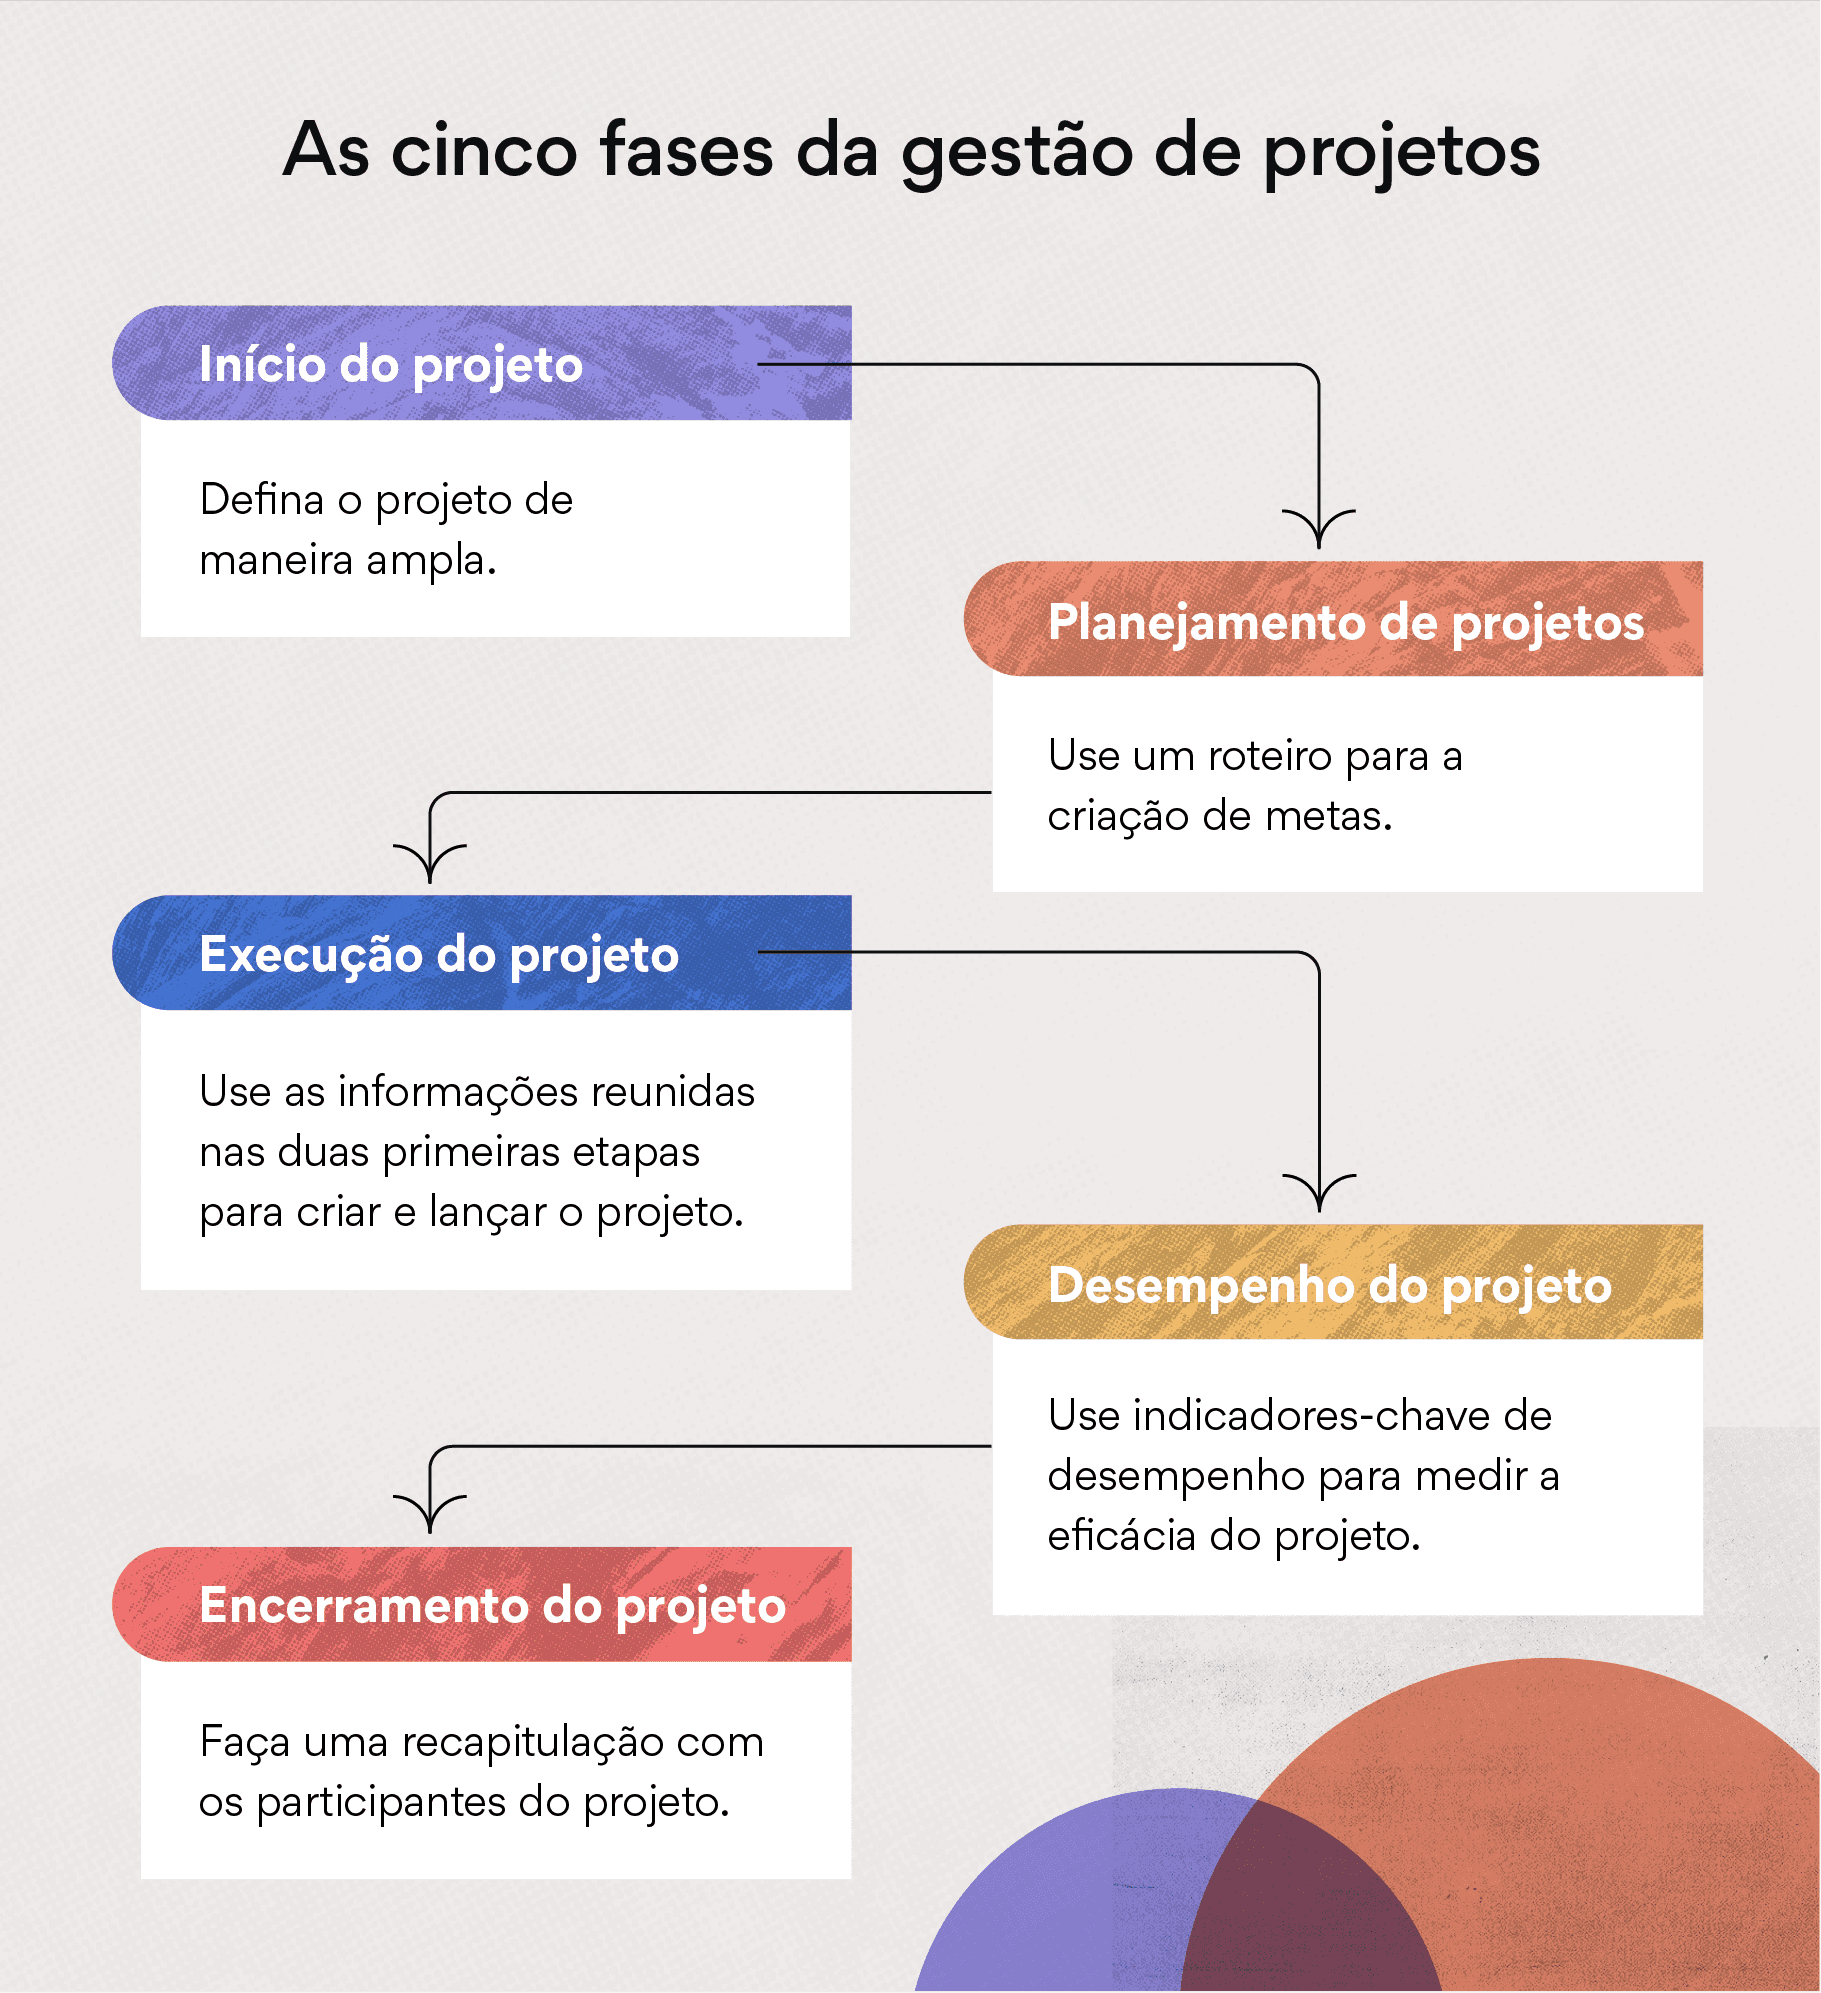 As cinco fases da gestão de projetos
Início do projeto
Defina o projeto de
maneira ampla.
Planejamento de projetos
Use um roteiro para a
criação de metas.
Execução do projeto
Use as informações reunidas
nas duas primeiras etapas
para criar e lançar o projeto.
Desempenho do projeto
Use indicadores-chave de
desempenho para medir a
eficácia do projeto.
Encerramento do projeto
Faça uma recapitulação com
os participantes do projeto.